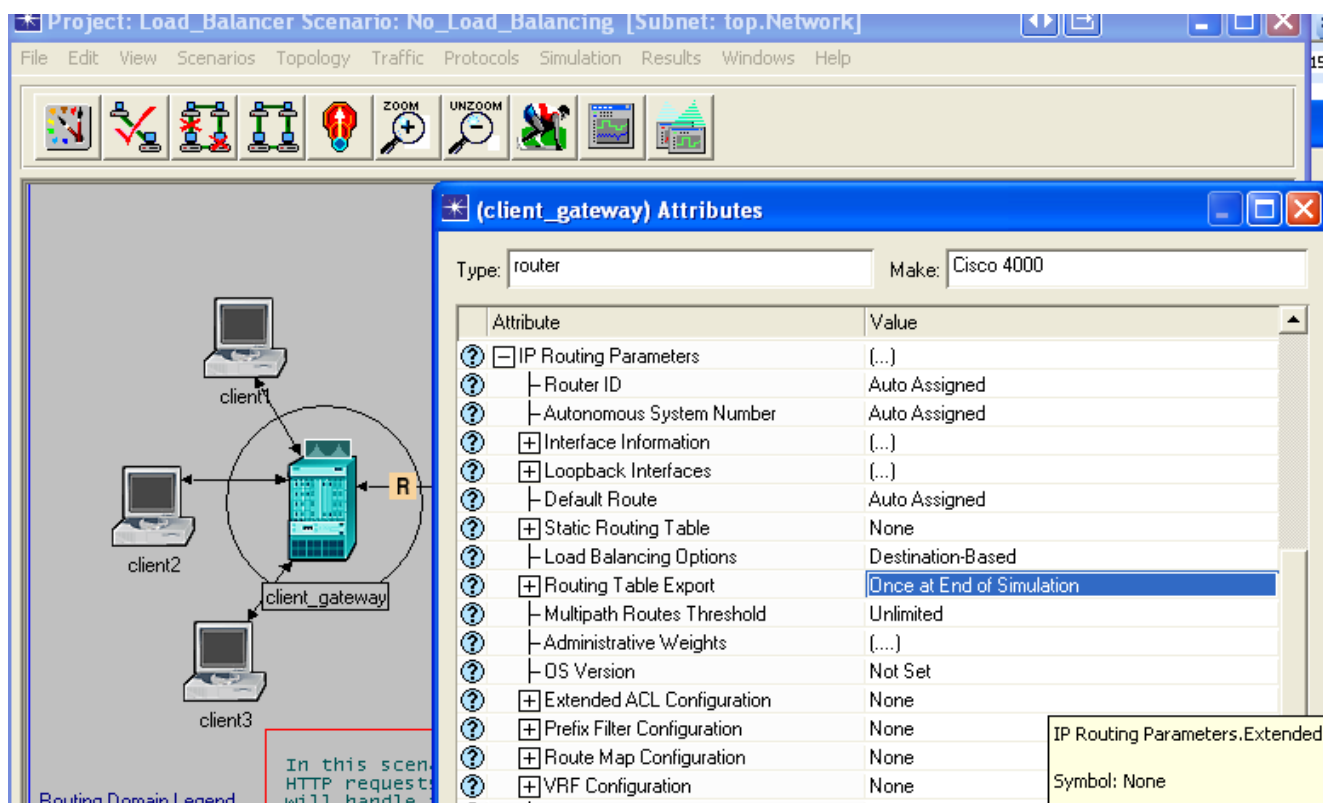 Project: Load_Balancer Scenario: No_Load_Balancing [Subnet: top.Network]
File Edit View Scenarios Topology Traffic Protocols Simulation Results Windows Help
ZOOM UNZOOM
(client_gateway) Attributes
Type: router Make: Cisco 4000
Attribute Value
IP Routing Parameters (...)
Router ID Auto Assigned
Autonomous System Number Auto Assigned
Interface Information (...)
Loopback Interfaces (...)
Default Route Auto Assigned
Static Routing Table None
Load Balancing Options Destination-Based
Routing Table Export Once at End of Simulation
Multipath Routes Threshold Unlimited
Administrative Weights (....)
OS Version Not Set
Extended ACL Configuration None
Prefix Filter Configuration None
Route Map Configuration None
VRF Configuration None
IP Routing Parameters.Extended
Symbol: None
client1
R
client2
client_gateway
client3
In this scen
HTTP requests
will handle
Routing Domain Legend